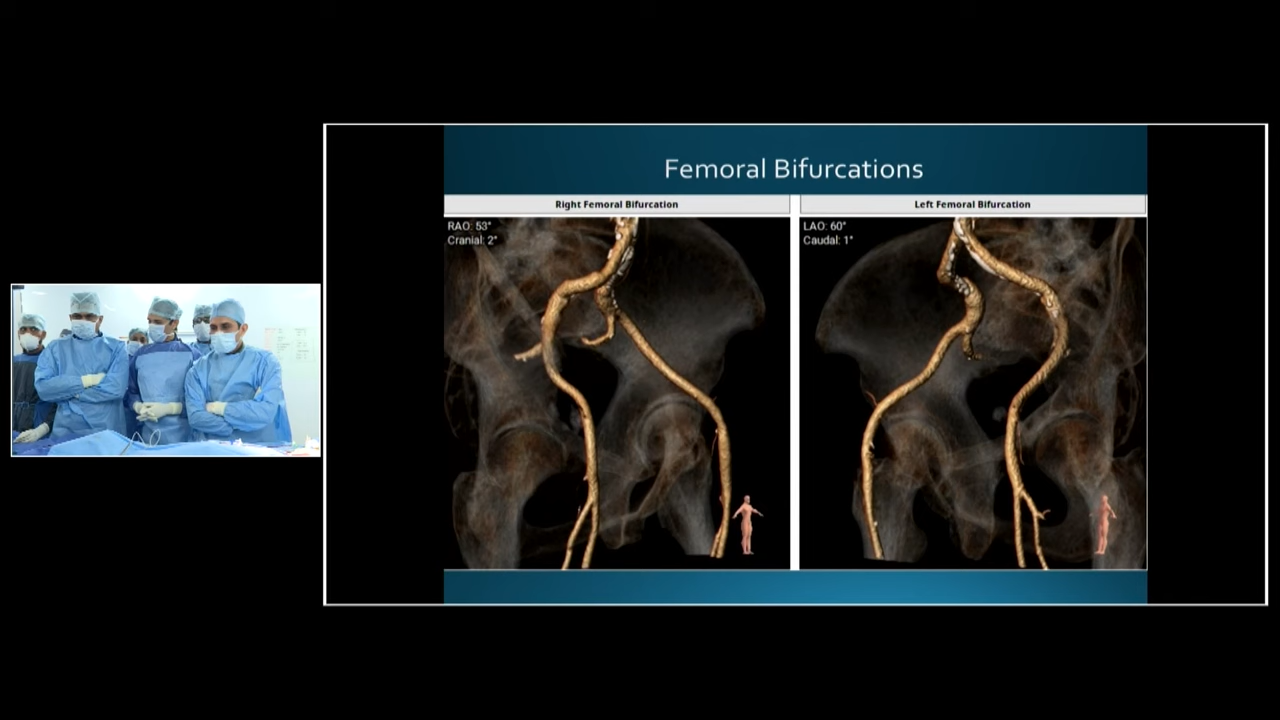 Femoral Bifurcations
Right Femoral Bifurcation
Left Femoral Bifurcation
RAO: 53°
Cranial: 2°
LAO: 60°
Caudal: 1°